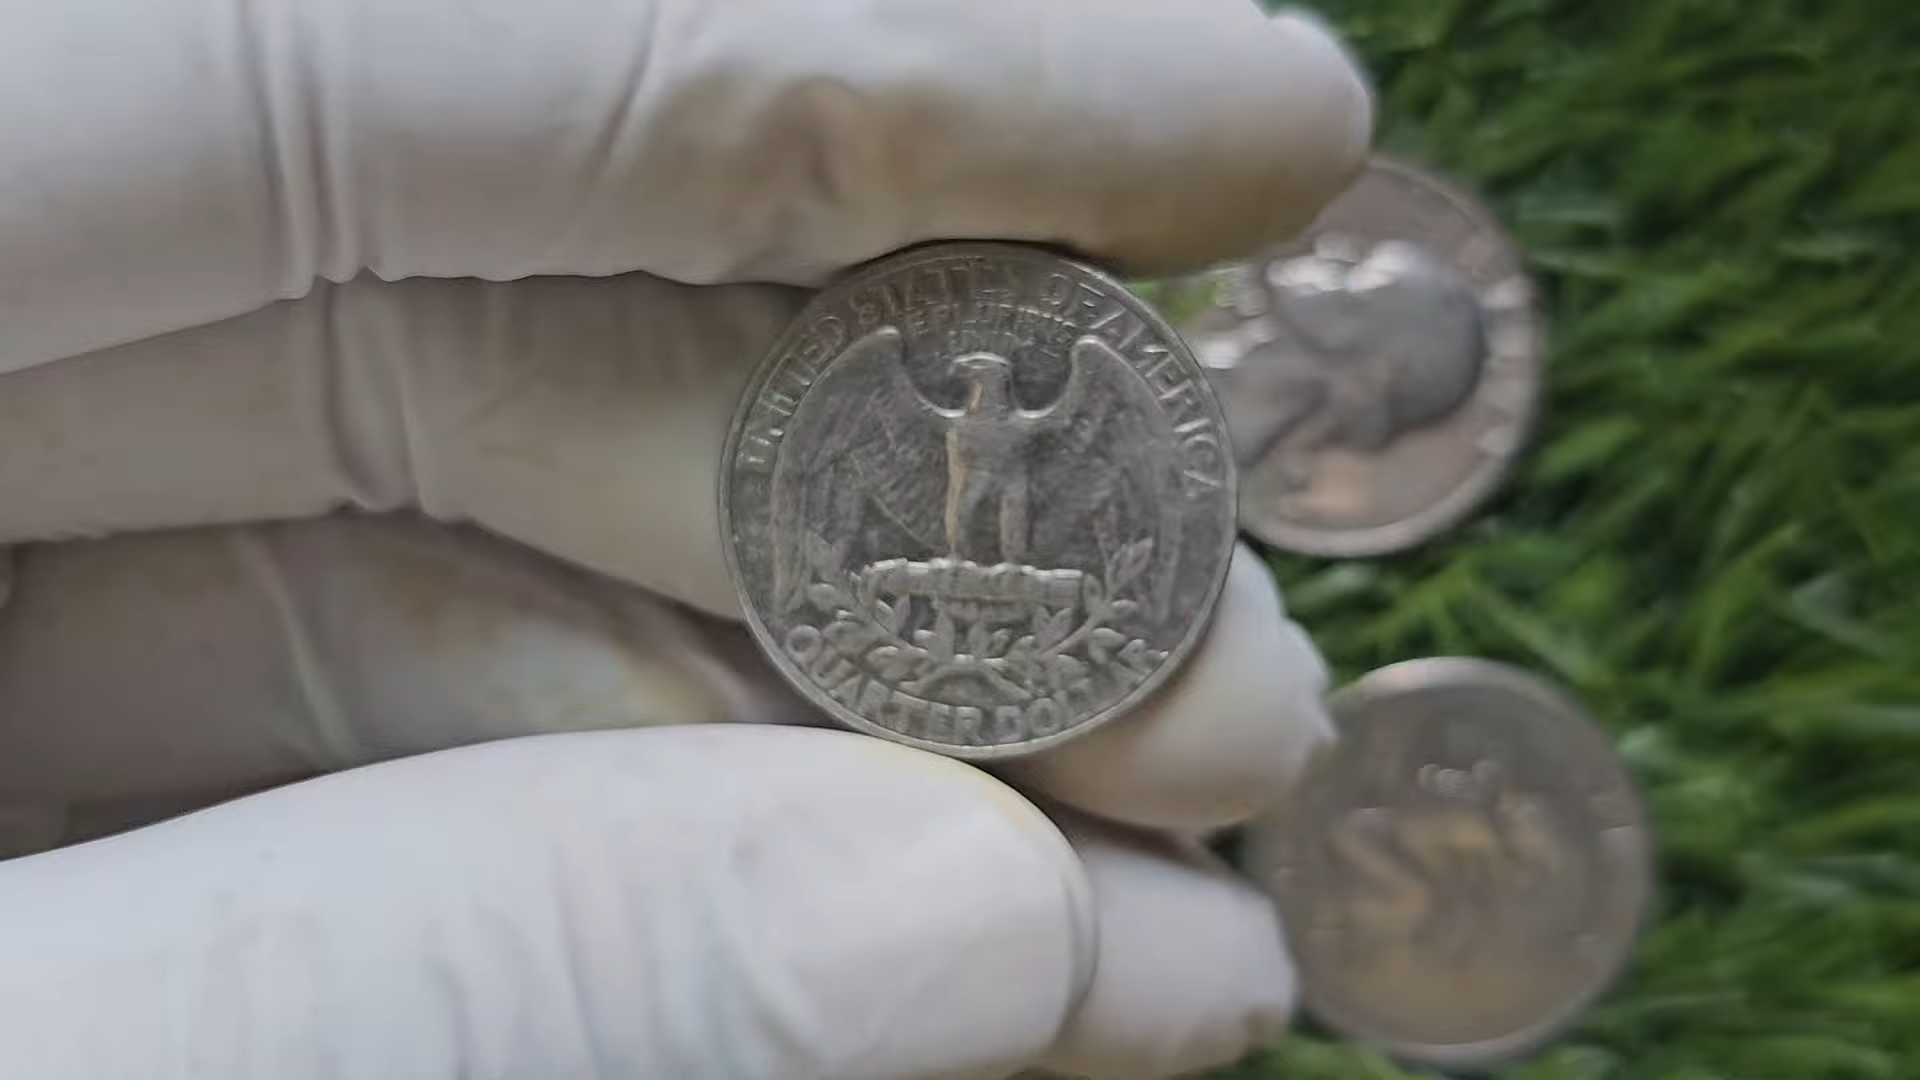 UNITED STATES OF AMERICA
E PLURIBUS
UNUM
QUARTER DOLLAR